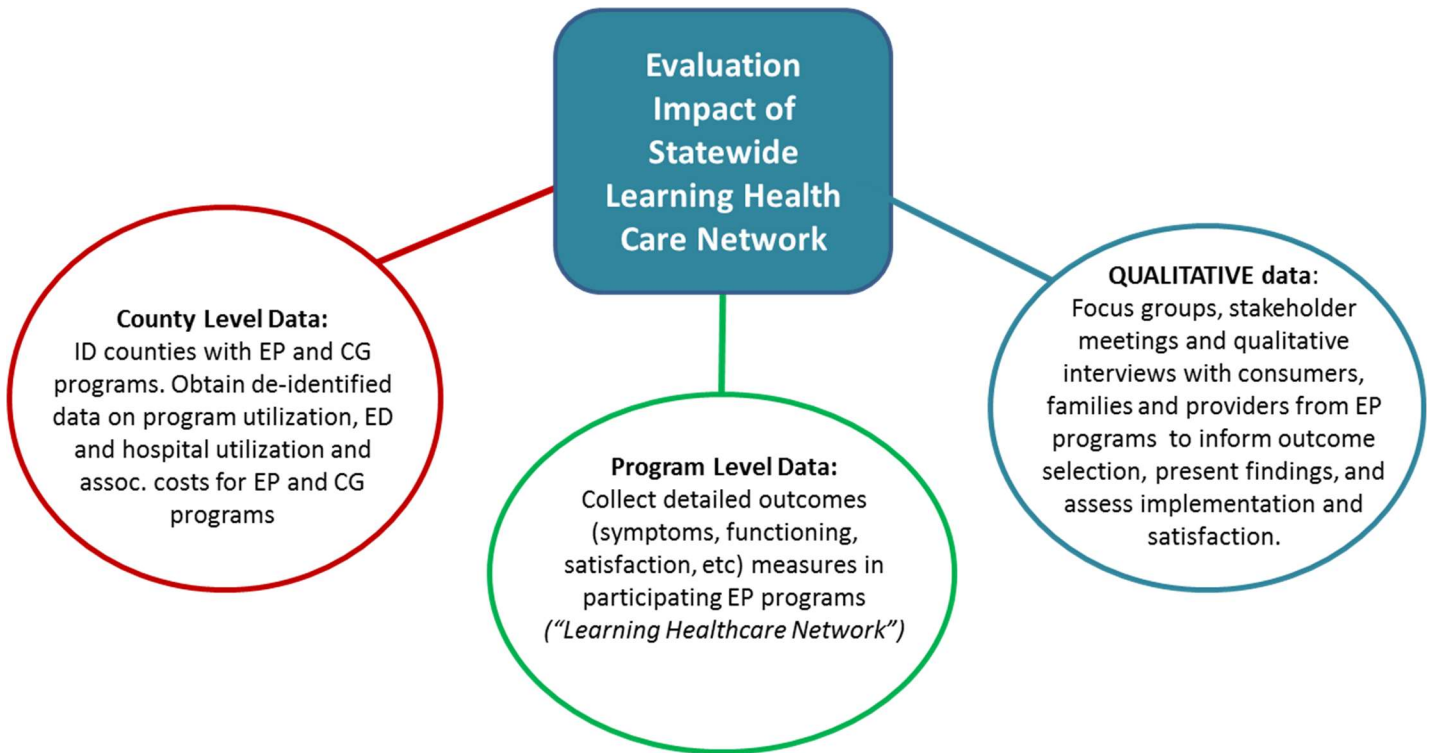 Evaluation
Impact of
Statewide
Learning Health
Care Network
County Level Data:
ID counties with EP and CG
programs. Obtain de-identified
data on program utilization, ED
and hospital utilization and
assoc. costs for EP and CG
programs
Program Level Data:
Collect detailed outcomes
(symptoms, functioning,
satisfaction, etc) measures in
participating EP programs
(“Learning Healthcare Network”)
QUALITATIVE data:
Focus groups, stakeholder
meetings and qualitative
interviews with consumers,
families and providers from EP
programs to inform outcome
selection, present findings, and
assess implementation and
satisfaction.